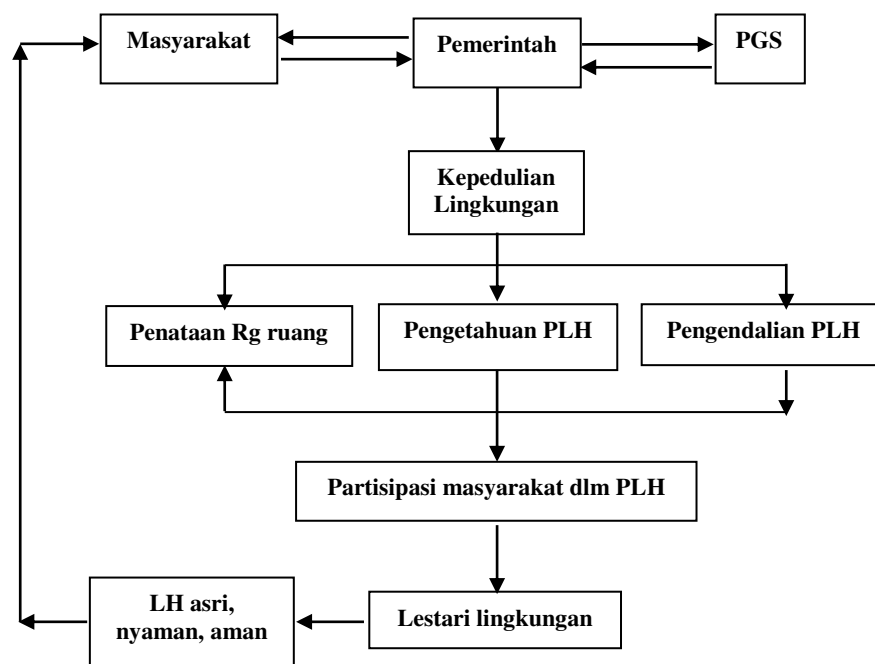 Masyarakat
Pemerintah
PGS
Kepedulian
Lingkungan
Penataan Rg ruang
Pengetahuan PLH
Pengendalian PLH
Partisipasi masyarakat dlm PLH
LH asri,
nyaman, aman
Lestari lingkungan